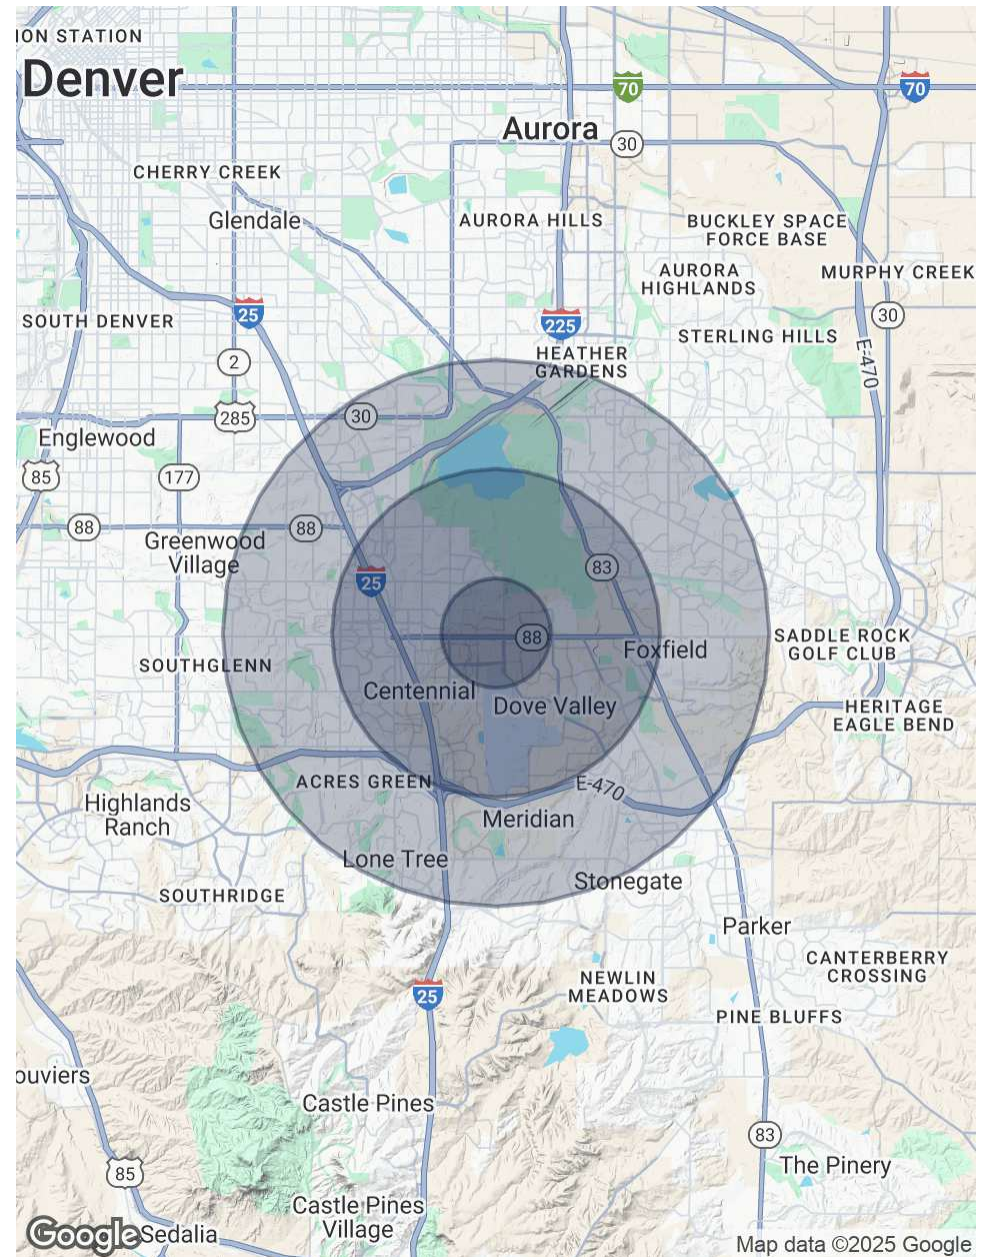 ION STATION
Denver
70
70
Aurora
30
CHERRY CREEK
Glendale
AURORA HILLS
BUCKLEY SPACE
FORCE BASE
AURORA
HIGHLANDS
MURPHY CREEK
25
SOUTH DENVER
225
30
STERLING HILLS
2
HEATHER
GARDENS
E-470
285
30
Englewood
85
177
88
88
Greenwood
Village
83
25
88
Foxfield
SADDLE ROCK
GOLF CLUB
SOUTHGLENN
Centennial
Dove Valley
HERITAGE
EAGLE BEND
ACRES GREEN
E-470
Highlands
Ranch
Meridian
Lone Tree
Stonegate
SOUTHRIDGE
Parker
CANTERBERRY
CROSSING
NEWLIN
MEADOWS
25
PINE BLUFFS
ouviers
Castle Pines
83
85
The Pinery
Castle Pines
Village
Google
Sedalia
Map data ©2025 Google